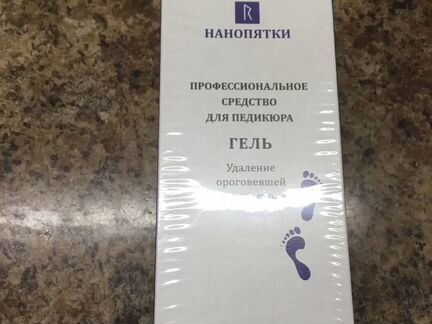 R
НАНОПЯТКИ
ПРОФЕССИОНАЛЬНОЕ
СРЕДСТВО
ДЛЯ ПЕДИКЮРА
ГЕЛЬ
Удаление
ороговевшей